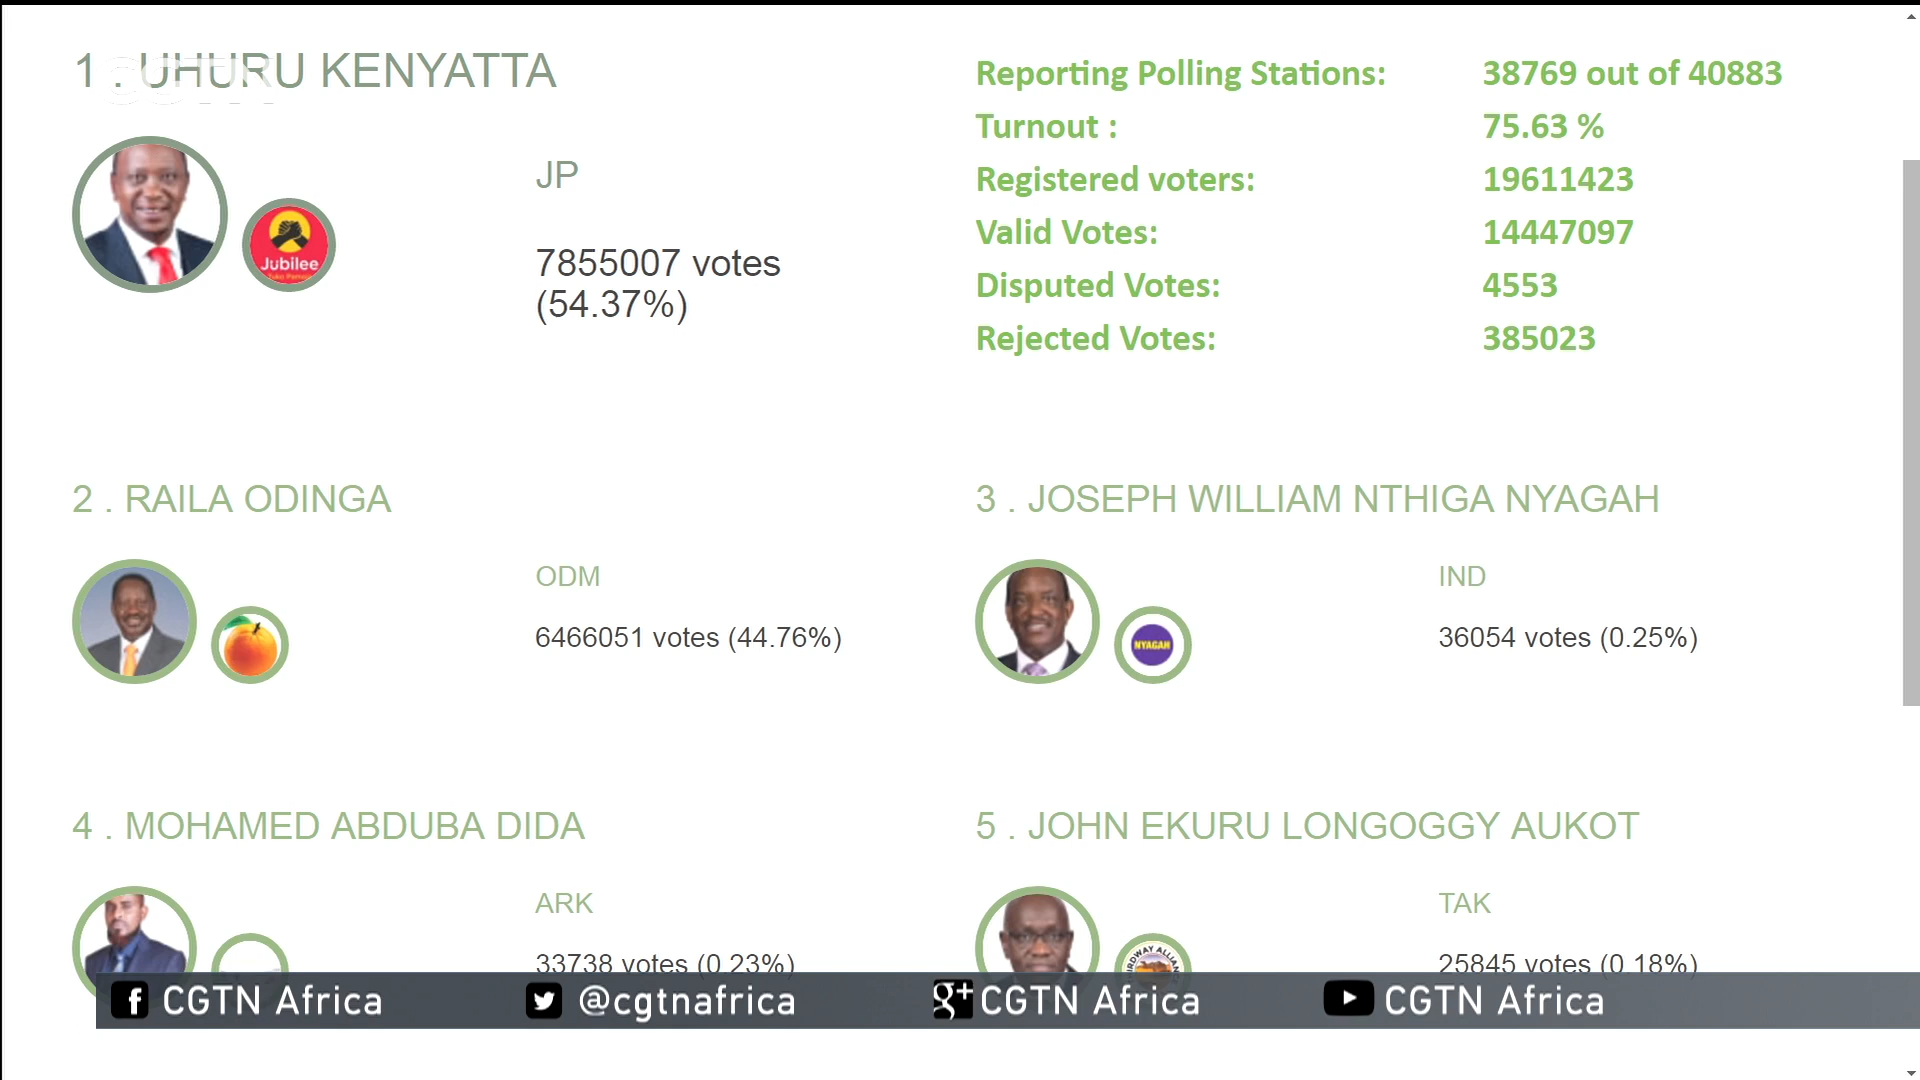 1 . UHURU KENYATTA
CGTN
JP
Jubilee
7855007 votes
(54.37%)
Reporting Polling Stations: 38769 out of 40883
Turnout : 75.63 %
Registered voters: 19611423
Valid Votes: 14447097
Disputed Votes: 4553
Rejected Votes: 385023
2 . RAILA ODINGA
ODM
6466051 votes (44.76%)
3 . JOSEPH WILLIAM NTHIGA NYAGAH
IND
NYAGAH
36054 votes (0.25%)
4 . MOHAMED ABDUBA DIDA
ARK
33738 votes (0.23%)
5 . JOHN EKURU LONGOGGY AUKOT
TAK
25845 votes (0.18%)
f CGTN Africa @cgtnafrica g+ CGTN Africa CGTN Africa